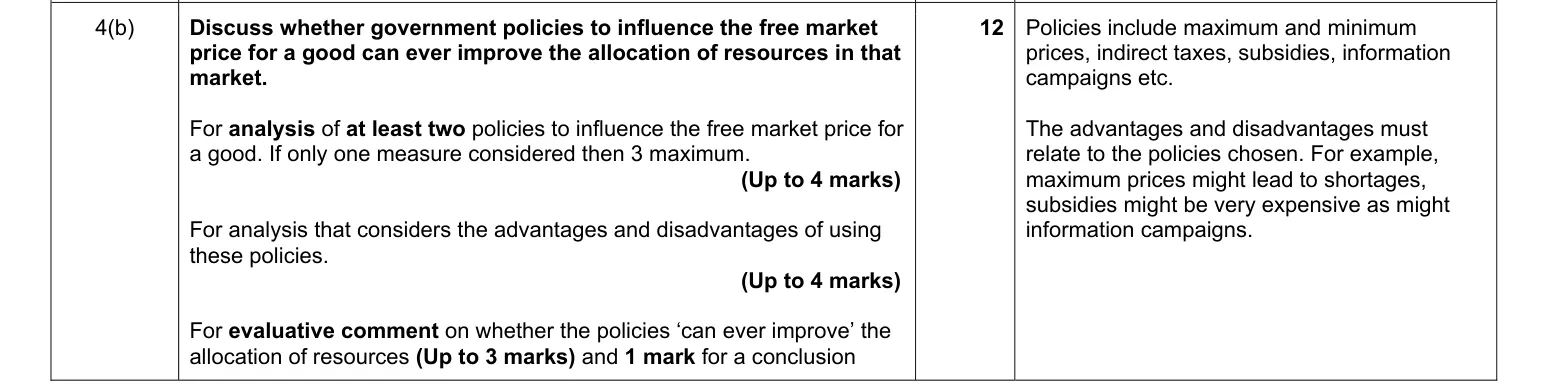 4(b)
Discuss whether government policies to influence the free market
price for a good can ever improve the allocation of resources in that
market.
For analysis of at least two policies to influence the free market price for
a good. If only one measure considered then 3 maximum.
(Up to 4 marks)
For analysis that considers the advantages and disadvantages of using
these policies.
(Up to 4 marks)
For evaluative comment on whether the policies ‘can ever improve’ the
allocation of resources (Up to 3 marks) and 1 mark for a conclusion
12
Policies include maximum and minimum
prices, indirect taxes, subsidies, information
campaigns etc.
The advantages and disadvantages must
relate to the policies chosen. For example,
maximum prices might lead to shortages,
subsidies might be very expensive as might
information campaigns.